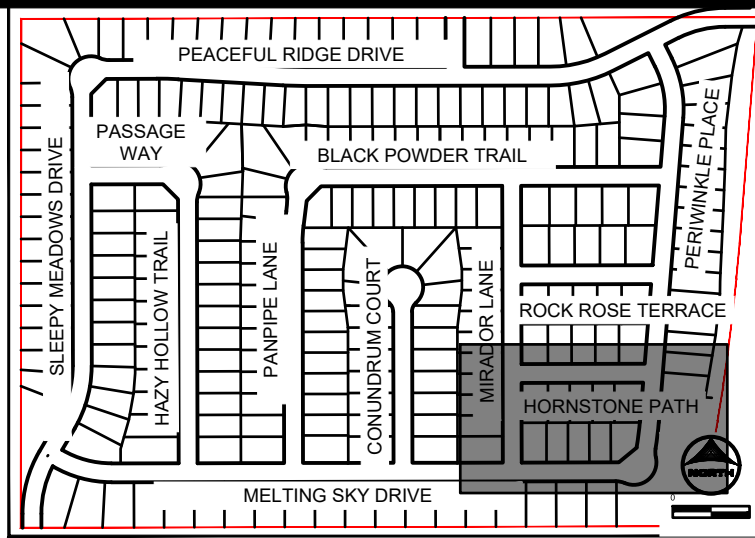 PEACEFUL RIDGE DRIVE
PASSAGE
WAY
BLACK POWDER TRAIL
PERIWINKLE PLACE
SLEEPY MEADOWS DRIVE
HAZY HOLLOW TRAIL
PANPIPE LANE
CONUNDRUM COURT
MIRADOR LANE
ROCK ROSE TERRACE
HORNSTONE PATH
NORTH
MELTING SKY DRIVE
0